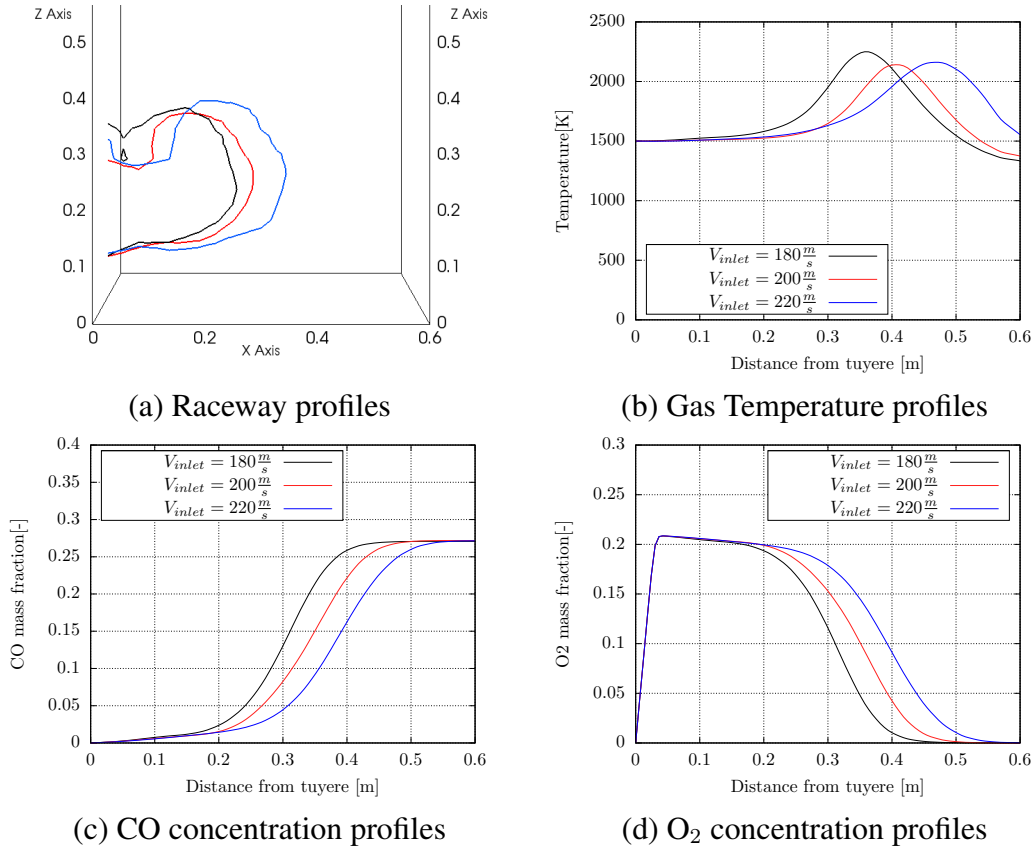 Z Axis
Z Axis
0.5
0.5
0.4
0.4
0.3
0.3
0.2
0.2
0.1
0.1
0
0
0
0.2
0.4
0.6
X Axis
(a) Raceway profiles
2500
2000
1500
1000
500
0
Temperature[K]
V_inlet = 180 m/s
V_inlet = 200 m/s
V_inlet = 220 m/s
0 0.1 0.2 0.3 0.4 0.5 0.6
Distance from tuyere [m]
(b) Gas Temperature profiles
0.4
0.35
0.3
0.25
0.2
0.15
0.1
0.05
0
CO mass fraction[-]
V_inlet = 180 m/s
V_inlet = 200 m/s
V_inlet = 220 m/s
0 0.1 0.2 0.3 0.4 0.5 0.6
Distance from tuyere [m]
(c) CO concentration profiles
0.3
0.25
0.2
0.15
0.1
0.05
0
O2 mass fraction[-]
V_inlet = 180 m/s
V_inlet = 200 m/s
V_inlet = 220 m/s
0 0.1 0.2 0.3 0.4 0.5 0.6
Distance from tuyere [m]
(d) O₂ concentration profiles